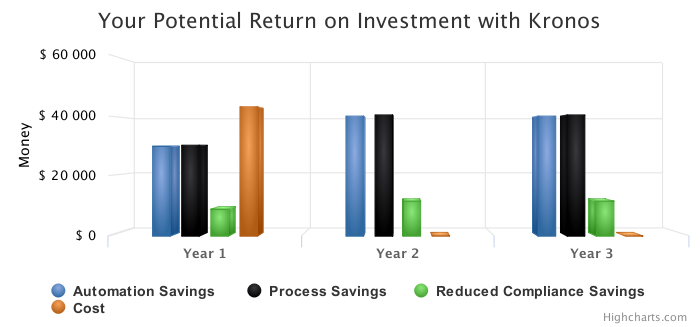 Your Potential Return on Investment with Kronos
$ 60 000
$ 40 000
$ 20 000
$ 0
Money
Year 1 Year 2 Year 3
Automation Savings Process Savings Reduced Compliance Savings
Cost
Highcharts.com